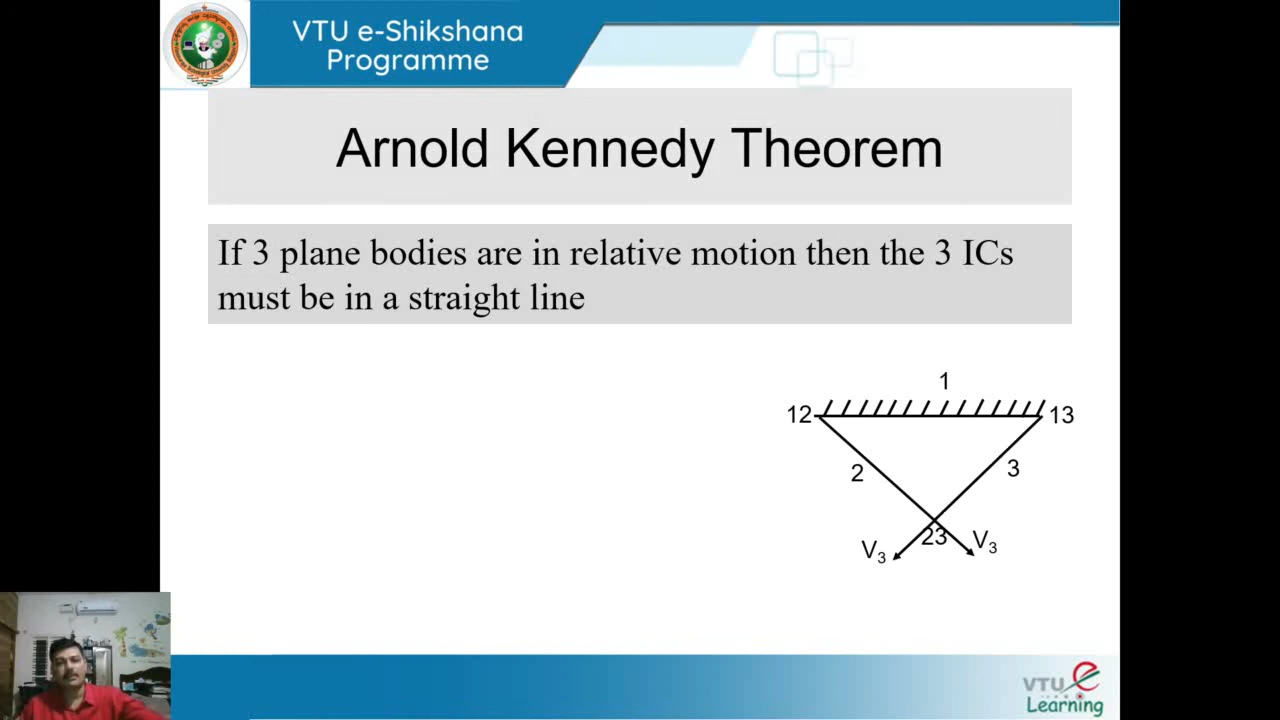 VTU e-Shikshana
Programme
Arnold Kennedy Theorem
If 3 plane bodies are in relative motion then the 3 ICs
must be in a straight line
1
12
13
2
3
23
V3
V3
VTU e
Learning